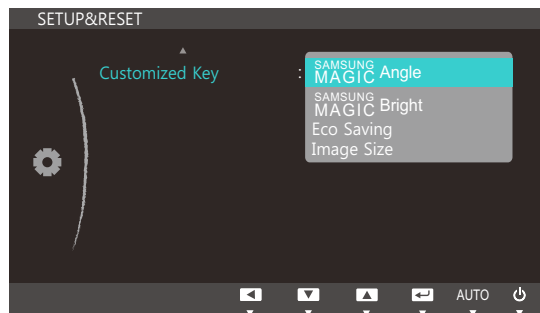 SETUP&RESET
Customized Key : SAMSUNG MAGIC Angle
SAMSUNG MAGIC Bright
Eco Saving
Image Size
AUTO